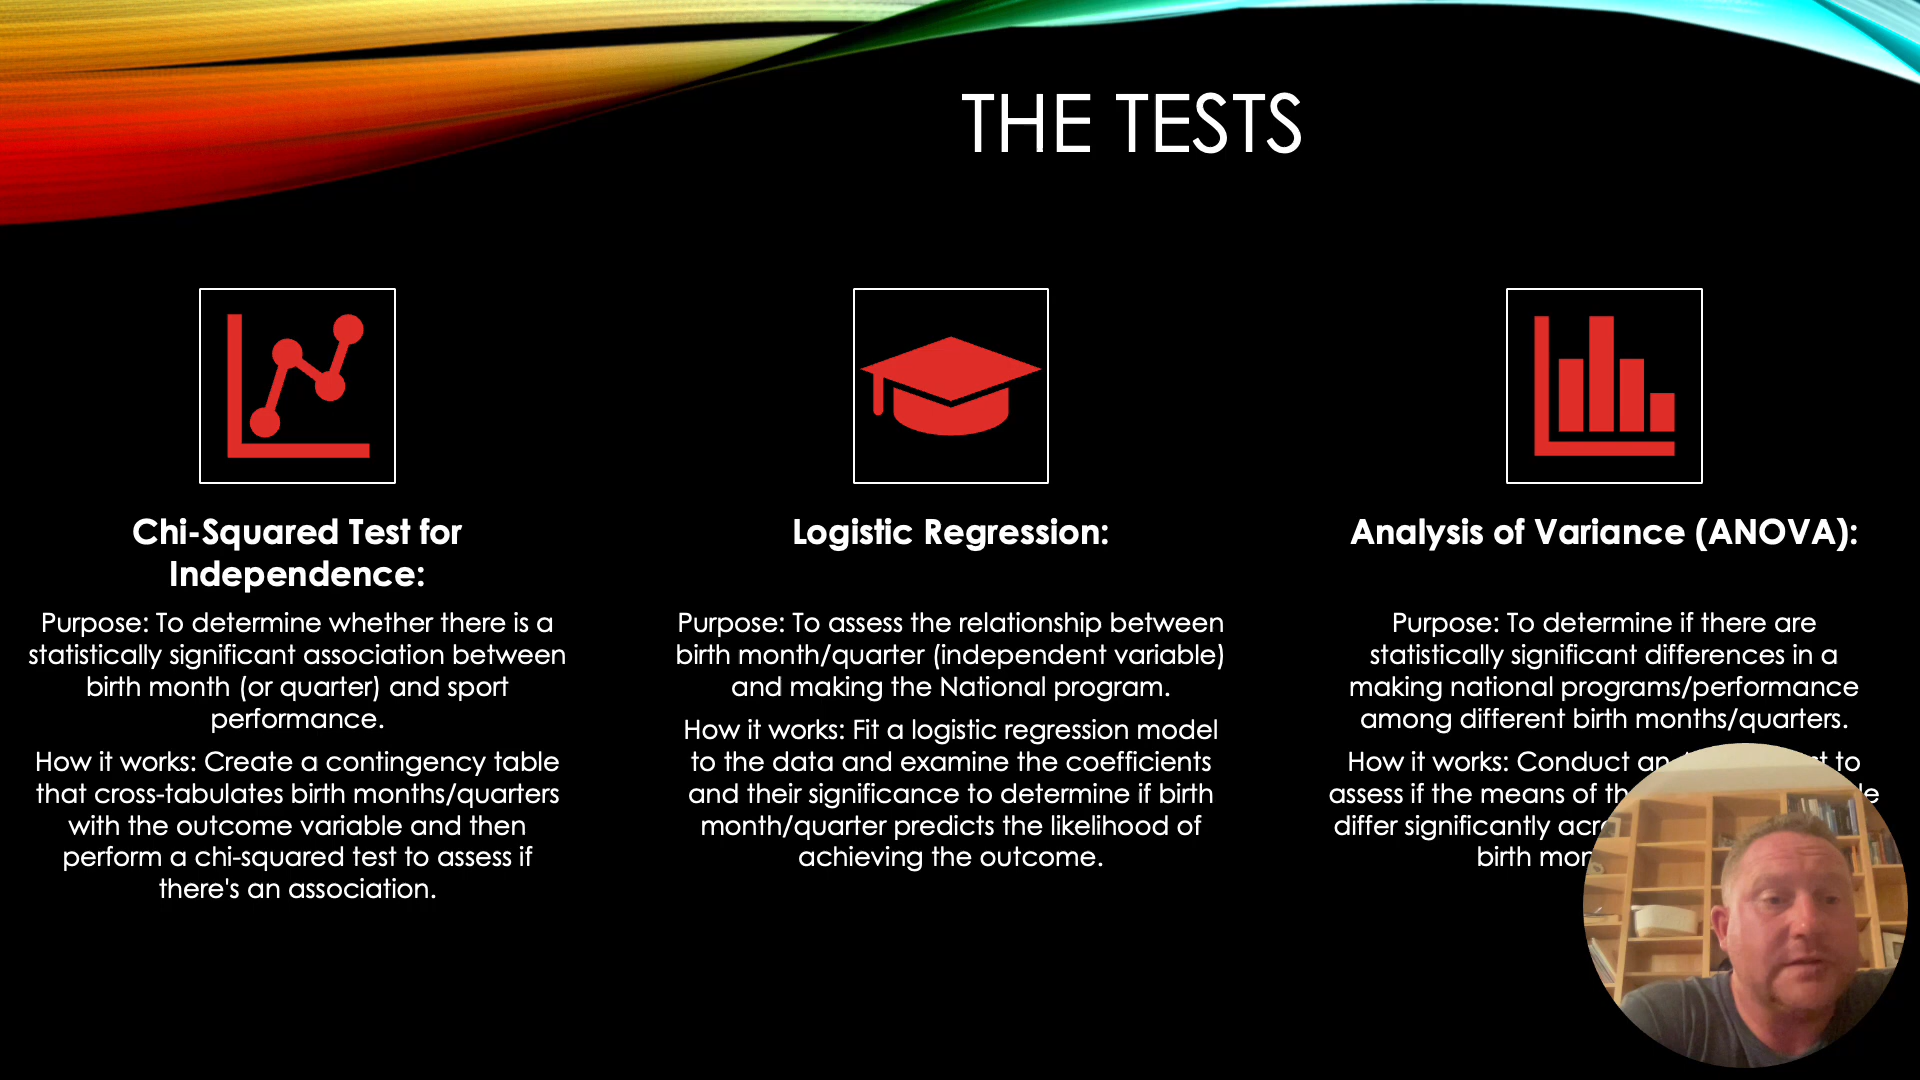 THE TESTS
Chi-Squared Test for
Independence:
Purpose: To determine whether there is a
statistically significant association between
birth month (or quarter) and sport
performance.
How it works: Create a contingency table
that cross-tabulates birth months/quarters
with the outcome variable and then
perform a chi-squared test to assess if
there's an association.
Logistic Regression:
Purpose: To assess the relationship between
birth month/quarter (independent variable)
and making the National program.
How it works: Fit a logistic regression model
to the data and examine the coefficients
and their significance to determine if birth
month/quarter predicts the likelihood of
achieving the outcome.
Analysis of Variance (ANOVA):
Purpose: To determine if there are
statistically significant differences in a
making national programs/performance
among different birth months/quarters.
How it works: Conduct an to
assess if the means of
differ significantly
birth